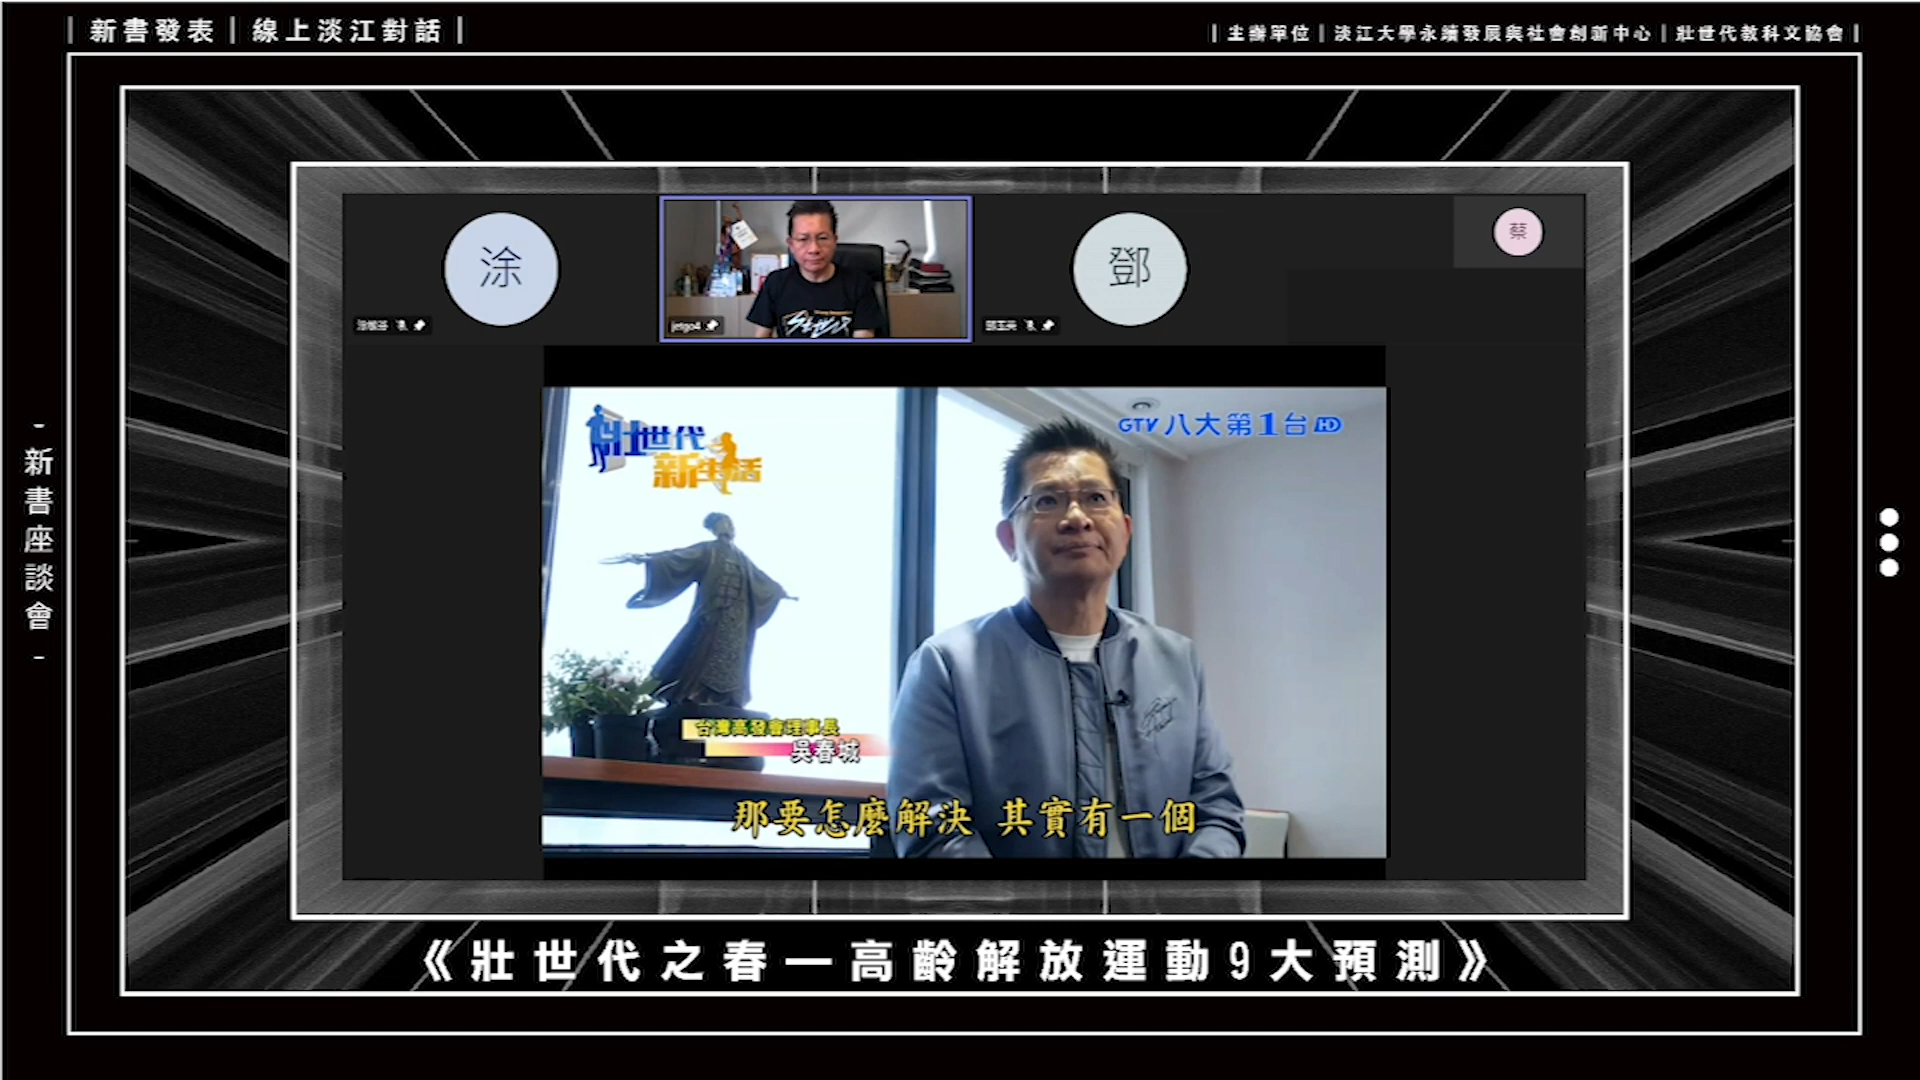 | 新書發表 | 線上淡江對話 |
| 主辦單位 | 淡江大學永續發展與社會創新中心 | 壯世代教科文協會 |
- 新書座談會 -
涂
jetgo4
鄧
蔡
壯世代
新生活
GTV 八大第1台 HD
台灣高發會理事長
吳春城
那要怎麼解決 其實有一個
《壯世代之春—高齡解放運動9大預測》